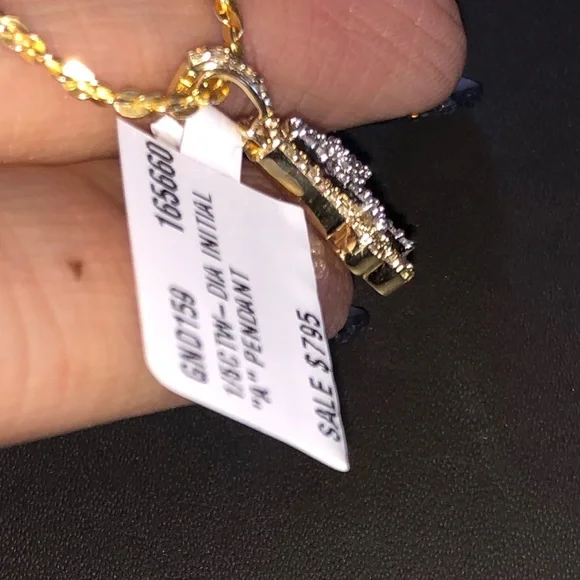 GND159 165660
1/6CTW-DIA INITIAL
"A" PENDANT
SALE $795